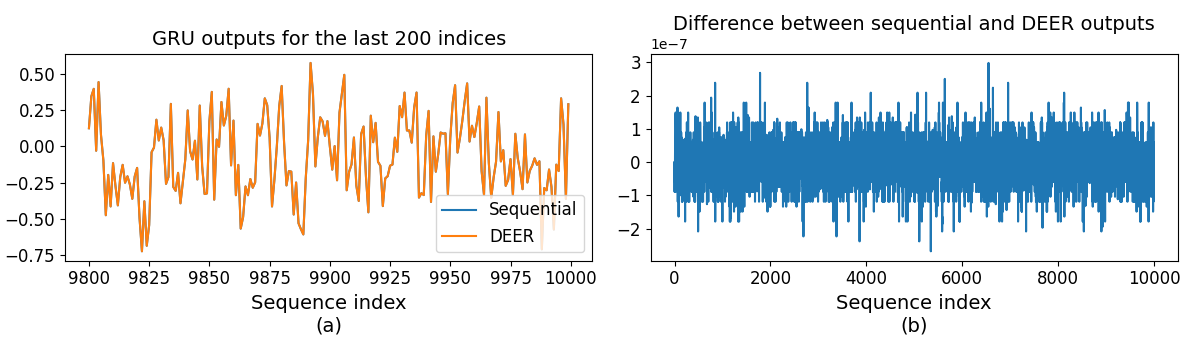 GRU outputs for the last 200 indices
0.50
0.25
0.00
−0.25
−0.50
−0.75
Sequential
DEER
9800 9825 9850 9875 9900 9925 9950 9975 10000
Sequence index
(a)
Difference between sequential and DEER outputs
1e−7
3
2
1
0
−1
−2
0 2000 4000 6000 8000 10000
Sequence index
(b)